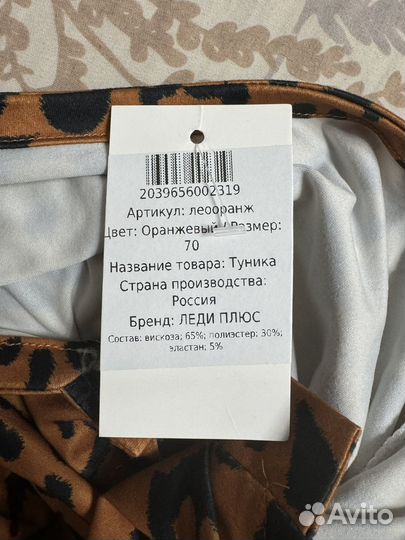 2039656002319
Артикул: леооранж
Цвет: Оранжевый / Размер:
70
Название товара: Туника
Страна производства:
Россия
Бренд: ЛЕДИ ПЛЮС
Состав: вискоза; 65%; полиэстер; 30%;
эластан; 5%
Avito